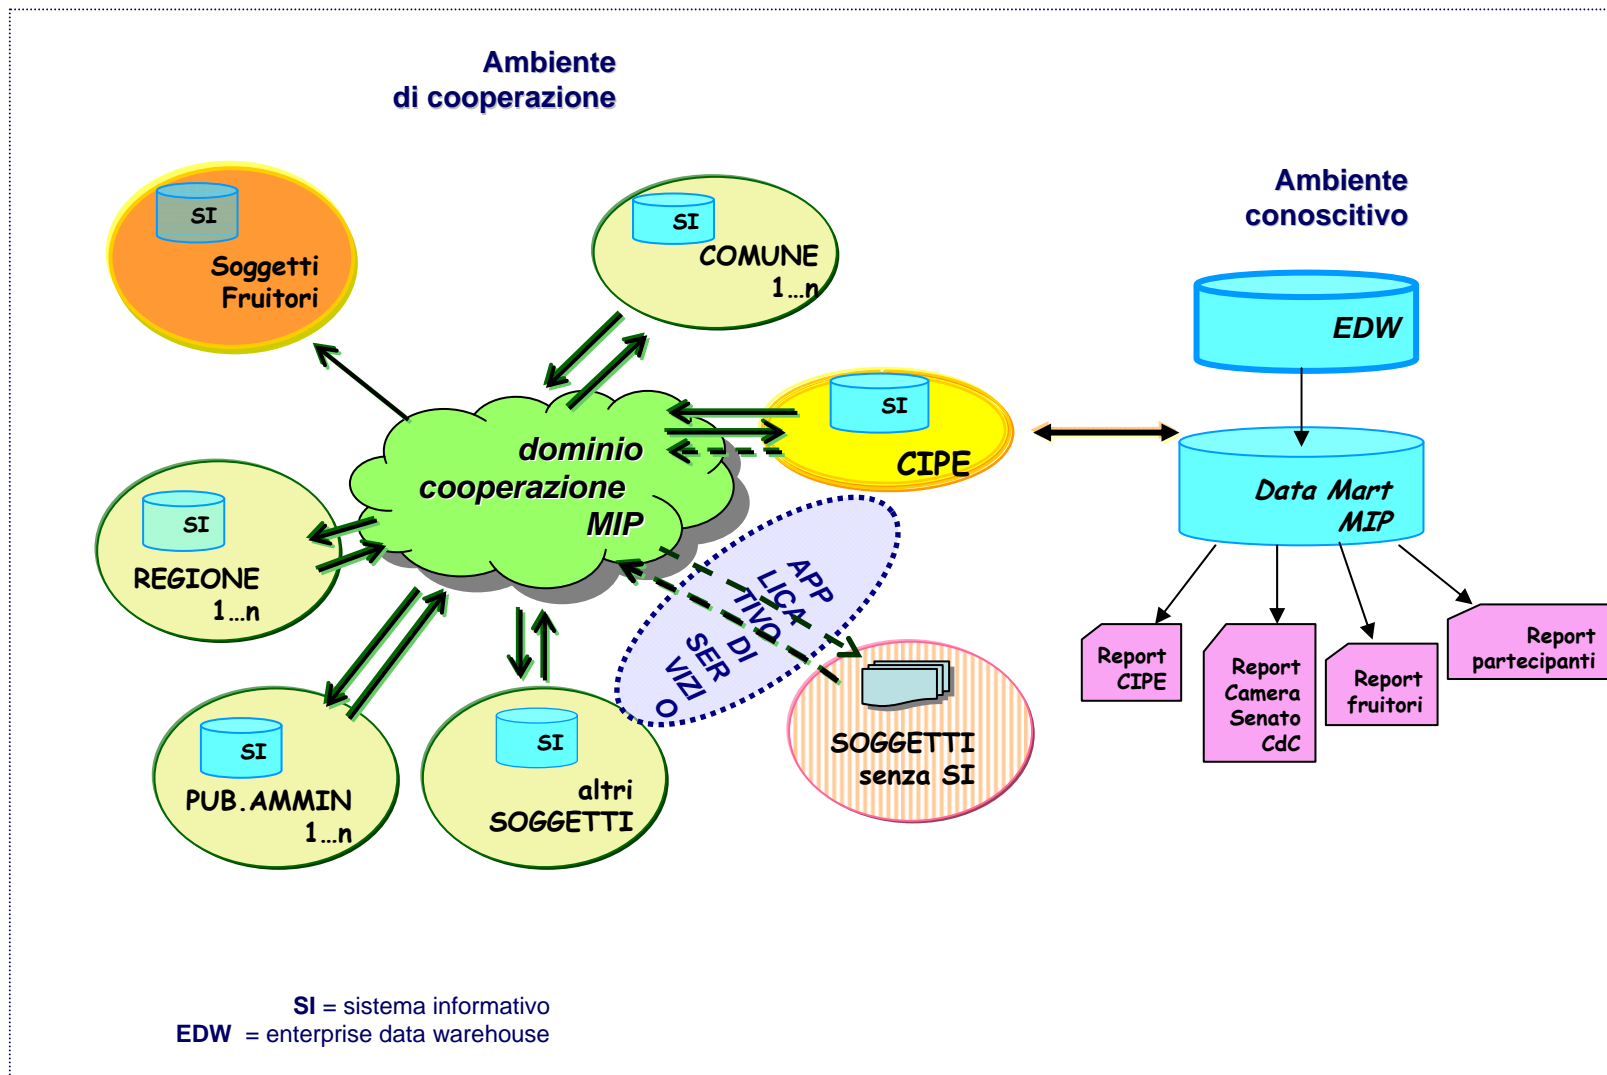 Ambiente
di cooperazione
Ambiente
conoscitivo
SI
Soggetti
Fruitori
SI
COMUNE
1...n
EDW
SI
CIPE
dominio
cooperazione
MIP
Data Mart
MIP
SI
REGIONE
1...n
APP
LICA
TIVO
DI
SER
VIZI
O
Report
CIPE
Report
Camera
Senato
CdC
Report
fruitori
Report
partecipanti
SI
PUB.AMMIN
1...n
SI
altri
SOGGETTI
SOGGETTI
senza SI
SI = sistema informativo
EDW = enterprise data warehouse